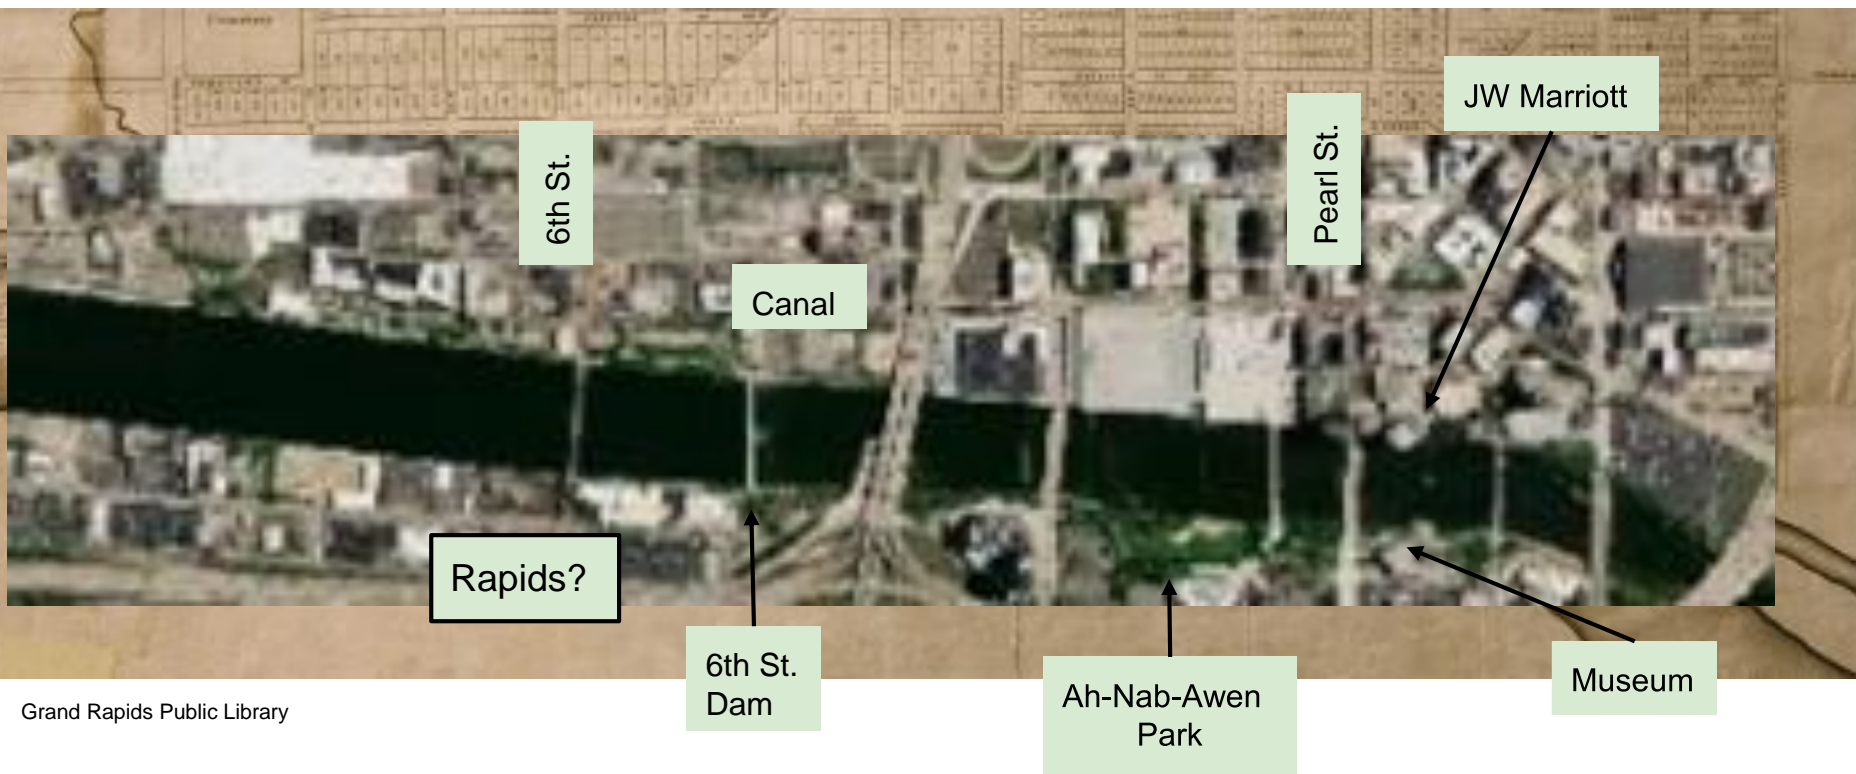 JW Marriott
6th St.
Pearl St.
Canal
Rapids?
6th St.
Dam
Ah-Nab-Awen
Park
Museum
Grand Rapids Public Library